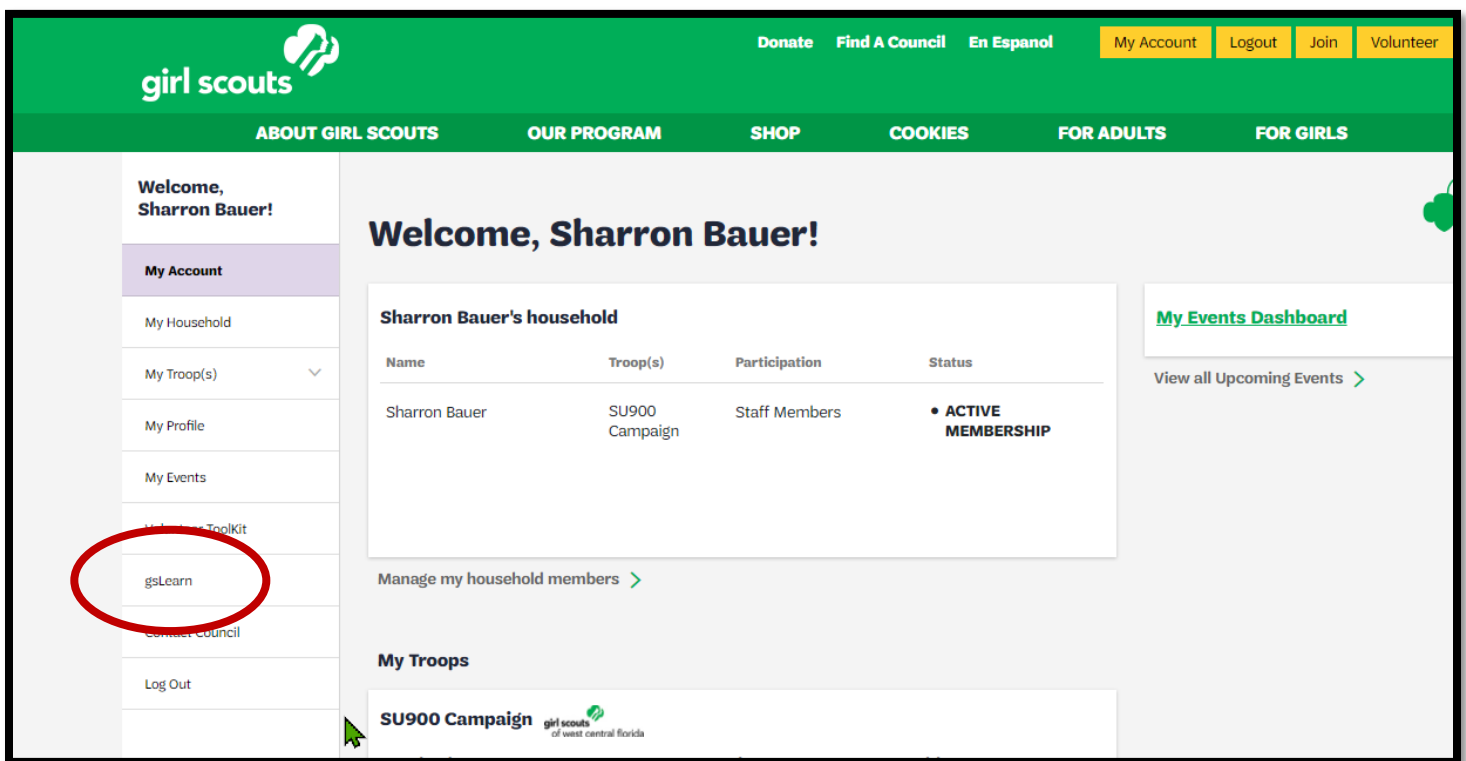 girl scouts
Donate Find A Council En Espanol My Account Logout Join Volunteer
ABOUT GIRL SCOUTS OUR PROGRAM SHOP COOKIES FOR ADULTS FOR GIRLS
Welcome,
Sharron Bauer!
My Account
My Household
My Troop(s)
My Profile
My Events
Volunteer ToolKit
gsLearn
Contact Council
Log Out
Welcome, Sharron Bauer!
Sharron Bauer's household
Name Troop(s) Participation Status
Sharron Bauer SU900 Staff Members • ACTIVE
Campaign MEMBERSHIP
Manage my household members
My Events Dashboard
View all Upcoming Events
My Troops
SU900 Campaign girl scouts
of west central florida